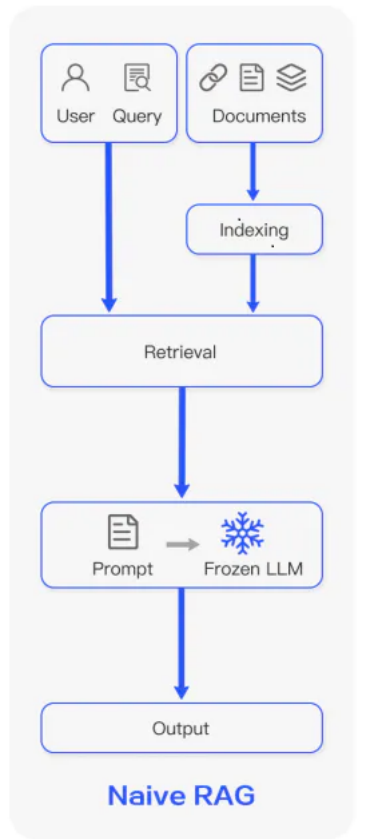 User Query
Documents
Indexing
Retrieval
Prompt
Frozen LLM
Output
Naive RAG